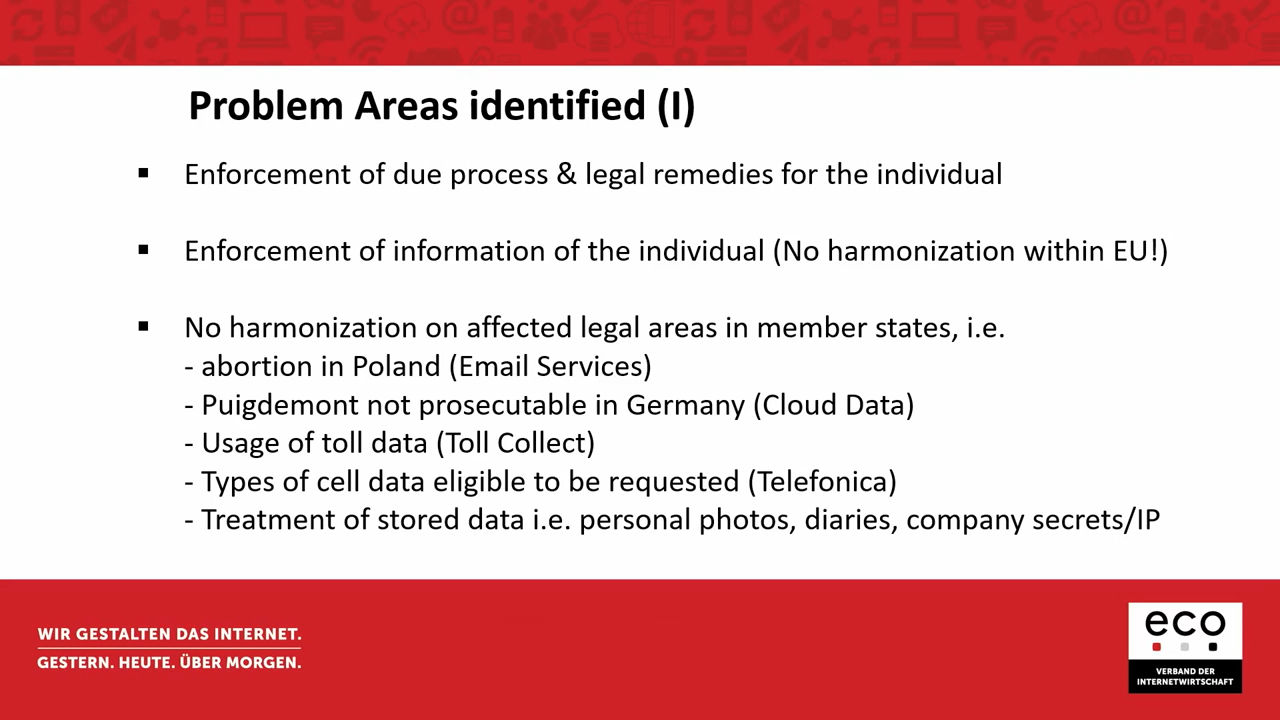 Problem Areas identified (I)
▪ Enforcement of due process & legal remedies for the individual
▪ Enforcement of information of the individual (No harmonization within EU!)
▪ No harmonization on affected legal areas in member states, i.e.
- abortion in Poland (Email Services)
- Puigdemont not prosecutable in Germany (Cloud Data)
- Usage of toll data (Toll Collect)
- Types of cell data eligible to be requested (Telefonica)
- Treatment of stored data i.e. personal photos, diaries, company secrets/IP
WIR GESTALTEN DAS INTERNET.
GESTERN. HEUTE. ÜBER MORGEN.
eco
VERBAND DER
INTERNETWIRTSCHAFT